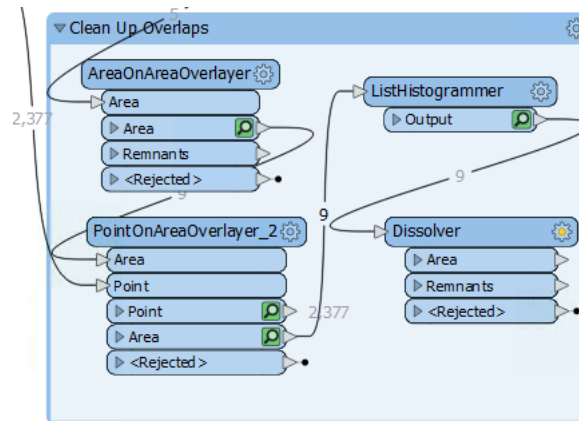 5
Clean Up Overlaps
AreaOnAreaOverlayer
Area
Area
Remnants
<Rejected>
2,377
9
PointOnAreaOverlayer_2
Area
Point
Point
2,377
Area
<Rejected>
9
ListHistogrammer
Output
9
Dissolver
Area
Remnants
<Rejected>